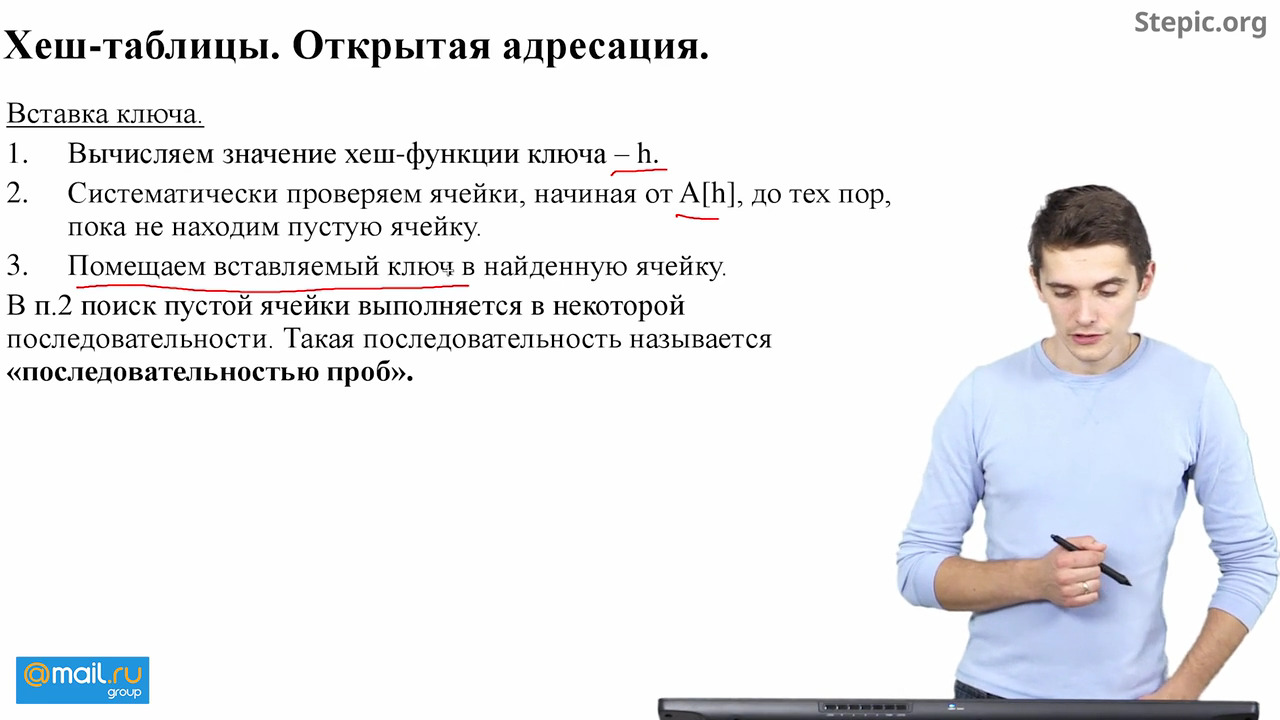 Stepic.org
Хеш-таблицы. Открытая адресация.
Вставка ключа.
1. Вычисляем значение хеш-функции ключа – h.
2. Систематически проверяем ячейки, начиная от A[h], до тех пор,
пока не находим пустую ячейку.
3. Помещаем вставляемый ключ в найденную ячейку.
В п.2 поиск пустой ячейки выполняется в некоторой
последовательности. Такая последовательность называется
«последовательностью проб».
@mail.ru
group